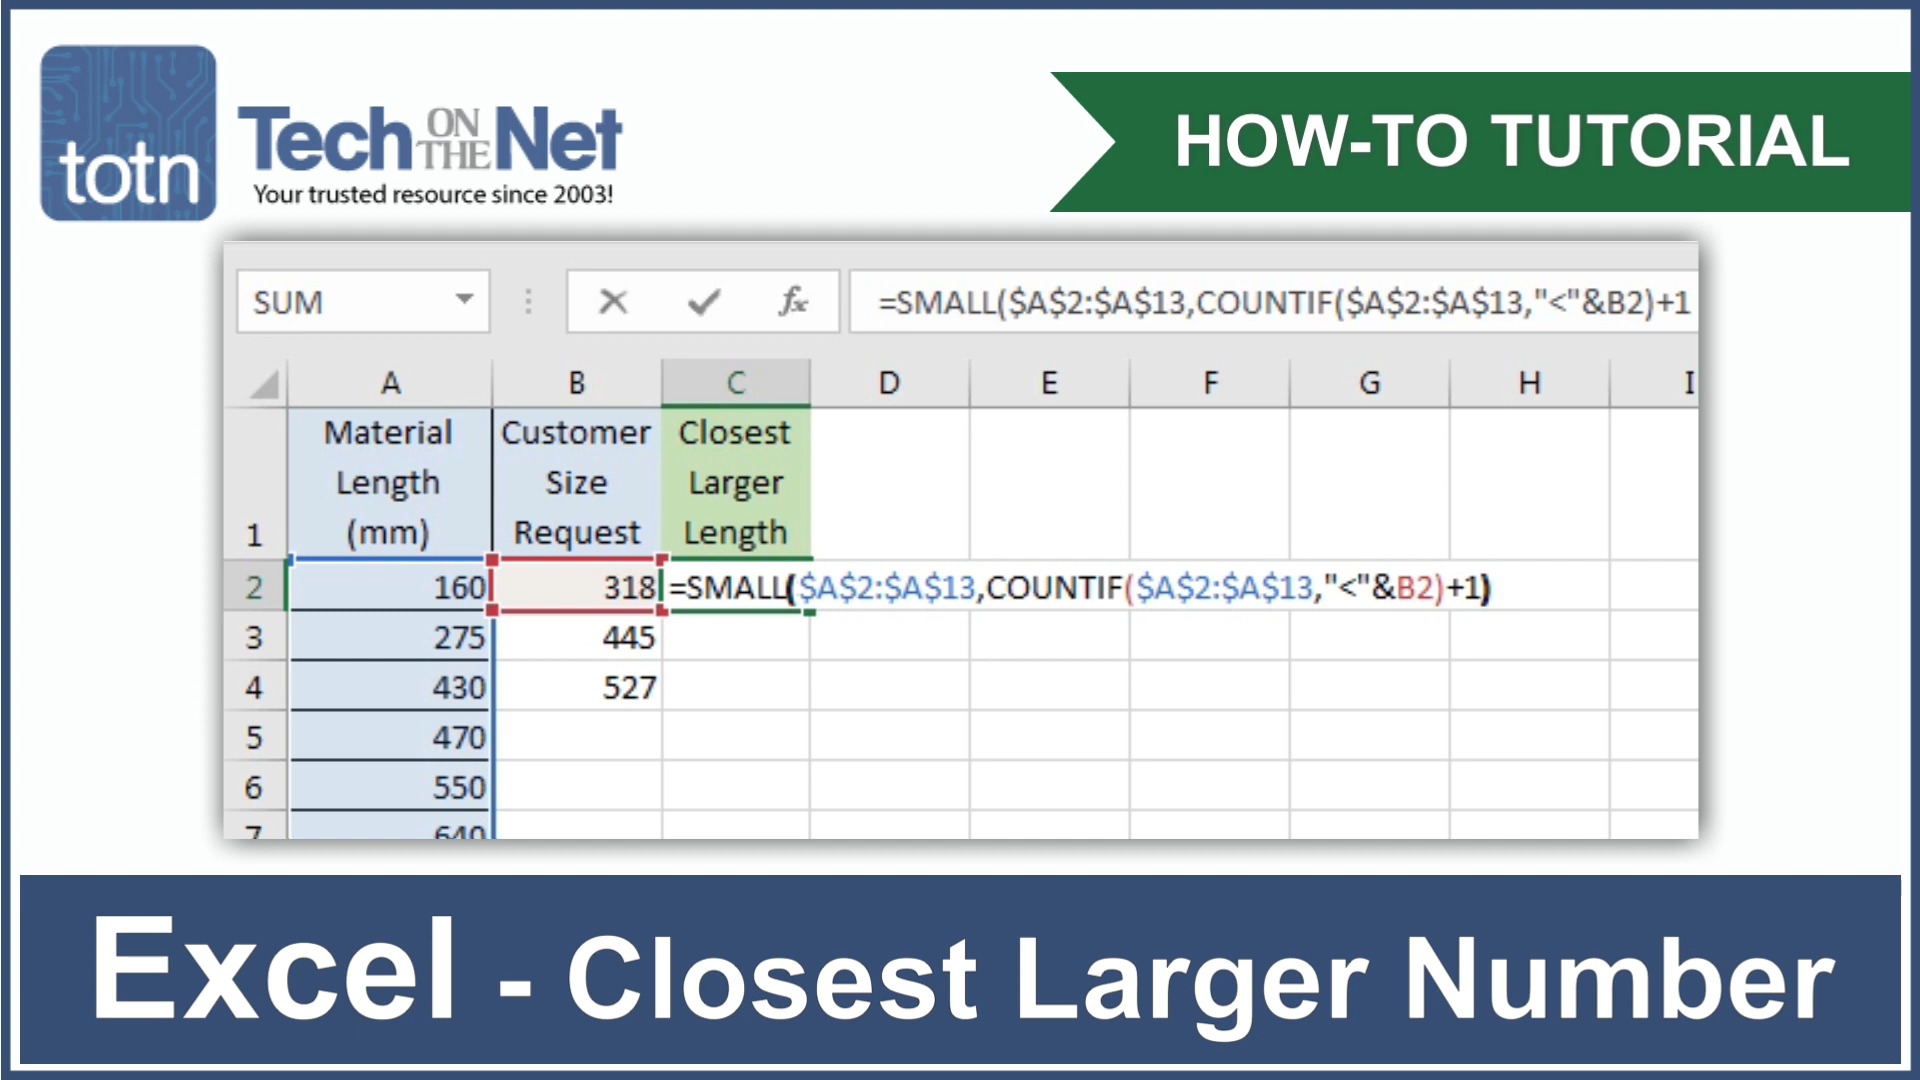 totn
Tech ON THE Net
Your trusted resource since 2003!
HOW-TO TUTORIAL
SUM fx =SMALL($A$2:$A$13,COUNTIF($A$2:$A$13,"<"&B2)+1
A B C D E F G H I
Material Customer Closest
Length Size Larger
1 (mm) Request Length
2 160 318 =SMALL($A$2:$A$13,COUNTIF($A$2:$A$13,"<"&B2)+1)
3 275 445
4 430 527
5 470
6 550
7 640
Excel - Closest Larger Number